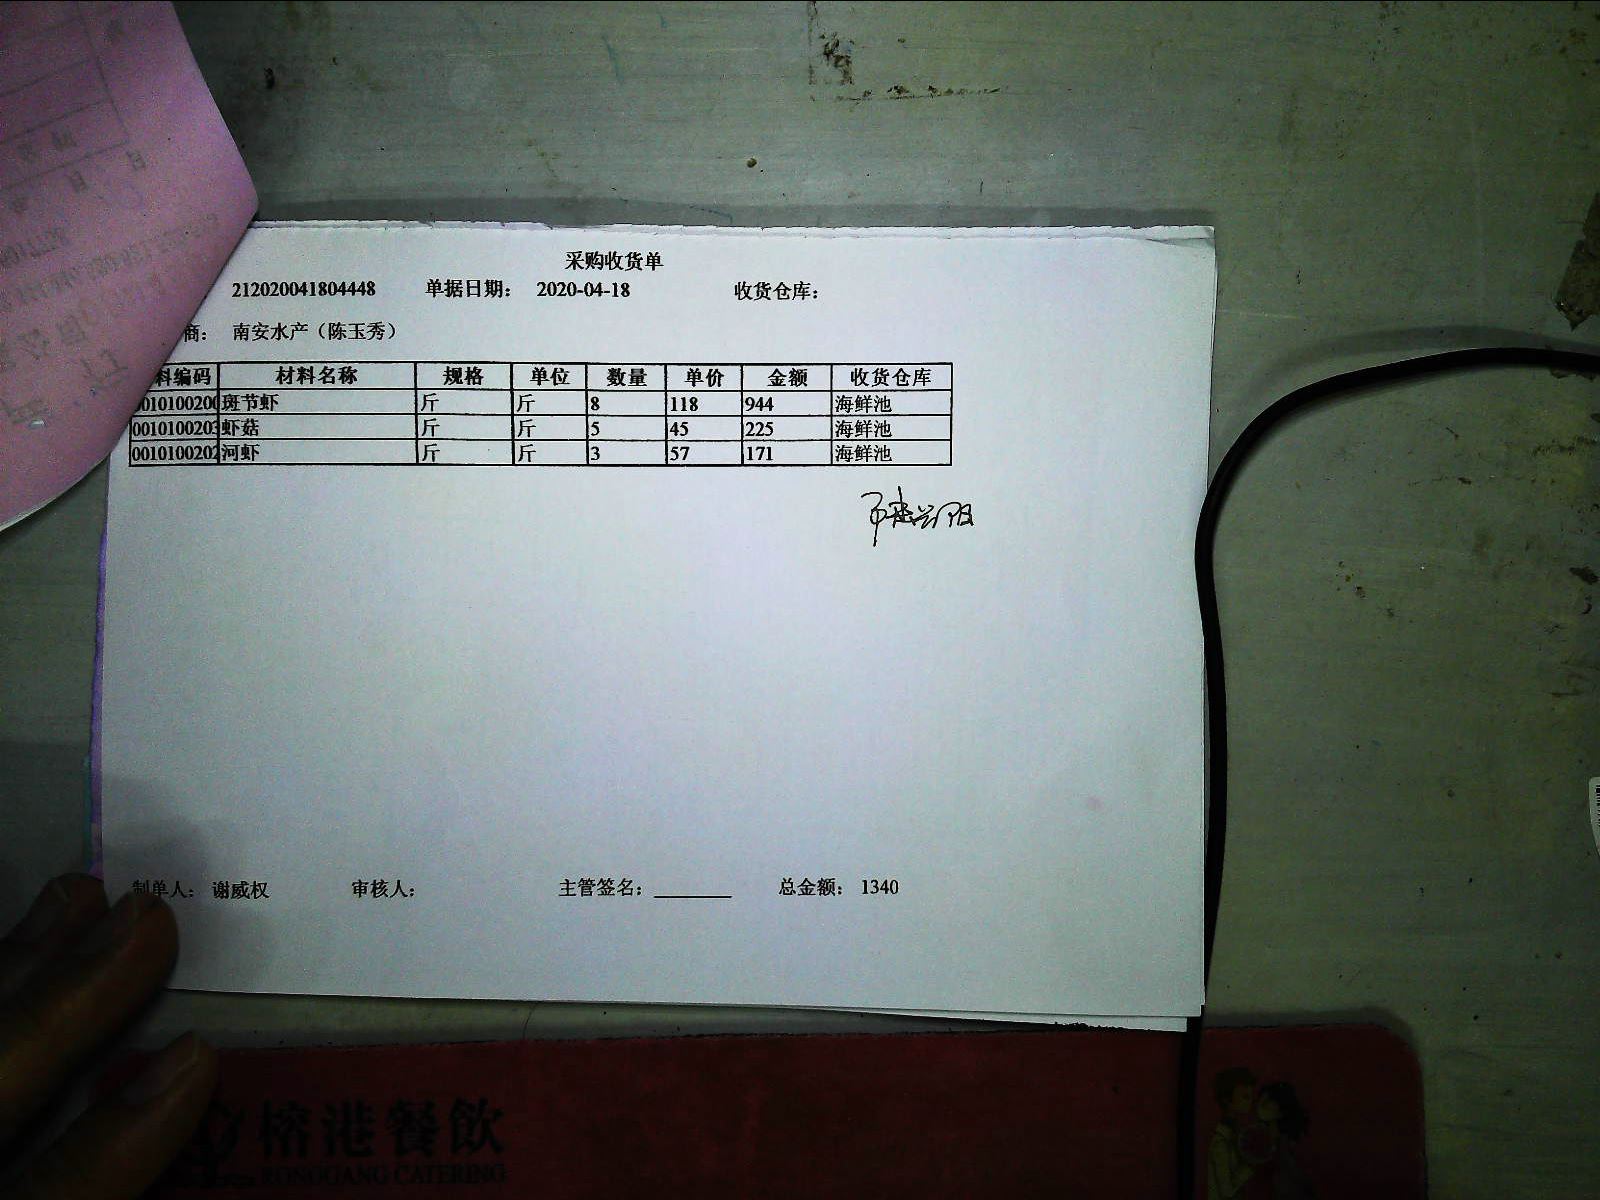 采购收货单
212020041804448 单据日期： 2020-04-18 收货仓库：
商： 南安水产（陈玉秀）
料编码 材料名称 规格 单位 数量 单价 金额 收货仓库
0010100200 斑节虾 斤 斤 8 118 944 海鲜池
0010100203 虾菇 斤 斤 5 45 225 海鲜池
0010100202 河虾 斤 斤 3 57 171 海鲜池
制单人： 谢威权 审核人： 主管签名： 总金额： 1340
榕港餐飲
RONGGANG CATERING